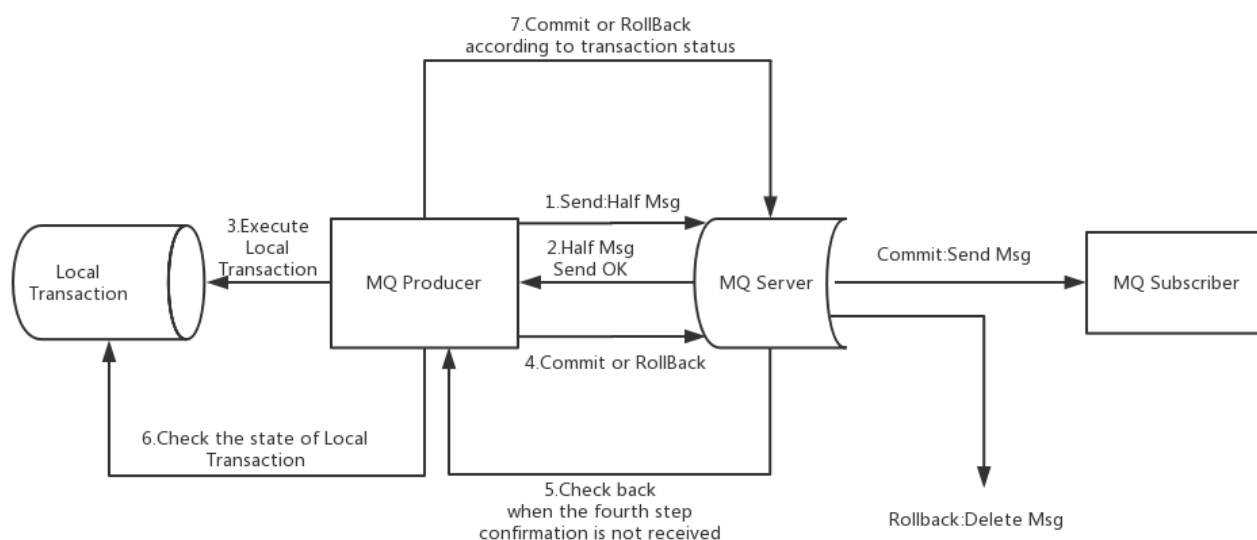 7.Commit or RollBack
according to transaction status
1.Send:Half Msg
3.Execute
Local
Transaction
2.Half Msg
Send OK
Commit:Send Msg
Local
Transaction
MQ Producer
MQ Server
MQ Subscriber
4.Commit or RollBack
6.Check the state of Local
Transaction
5.Check back
when the fourth step
confirmation is not received
Rollback:Delete Msg